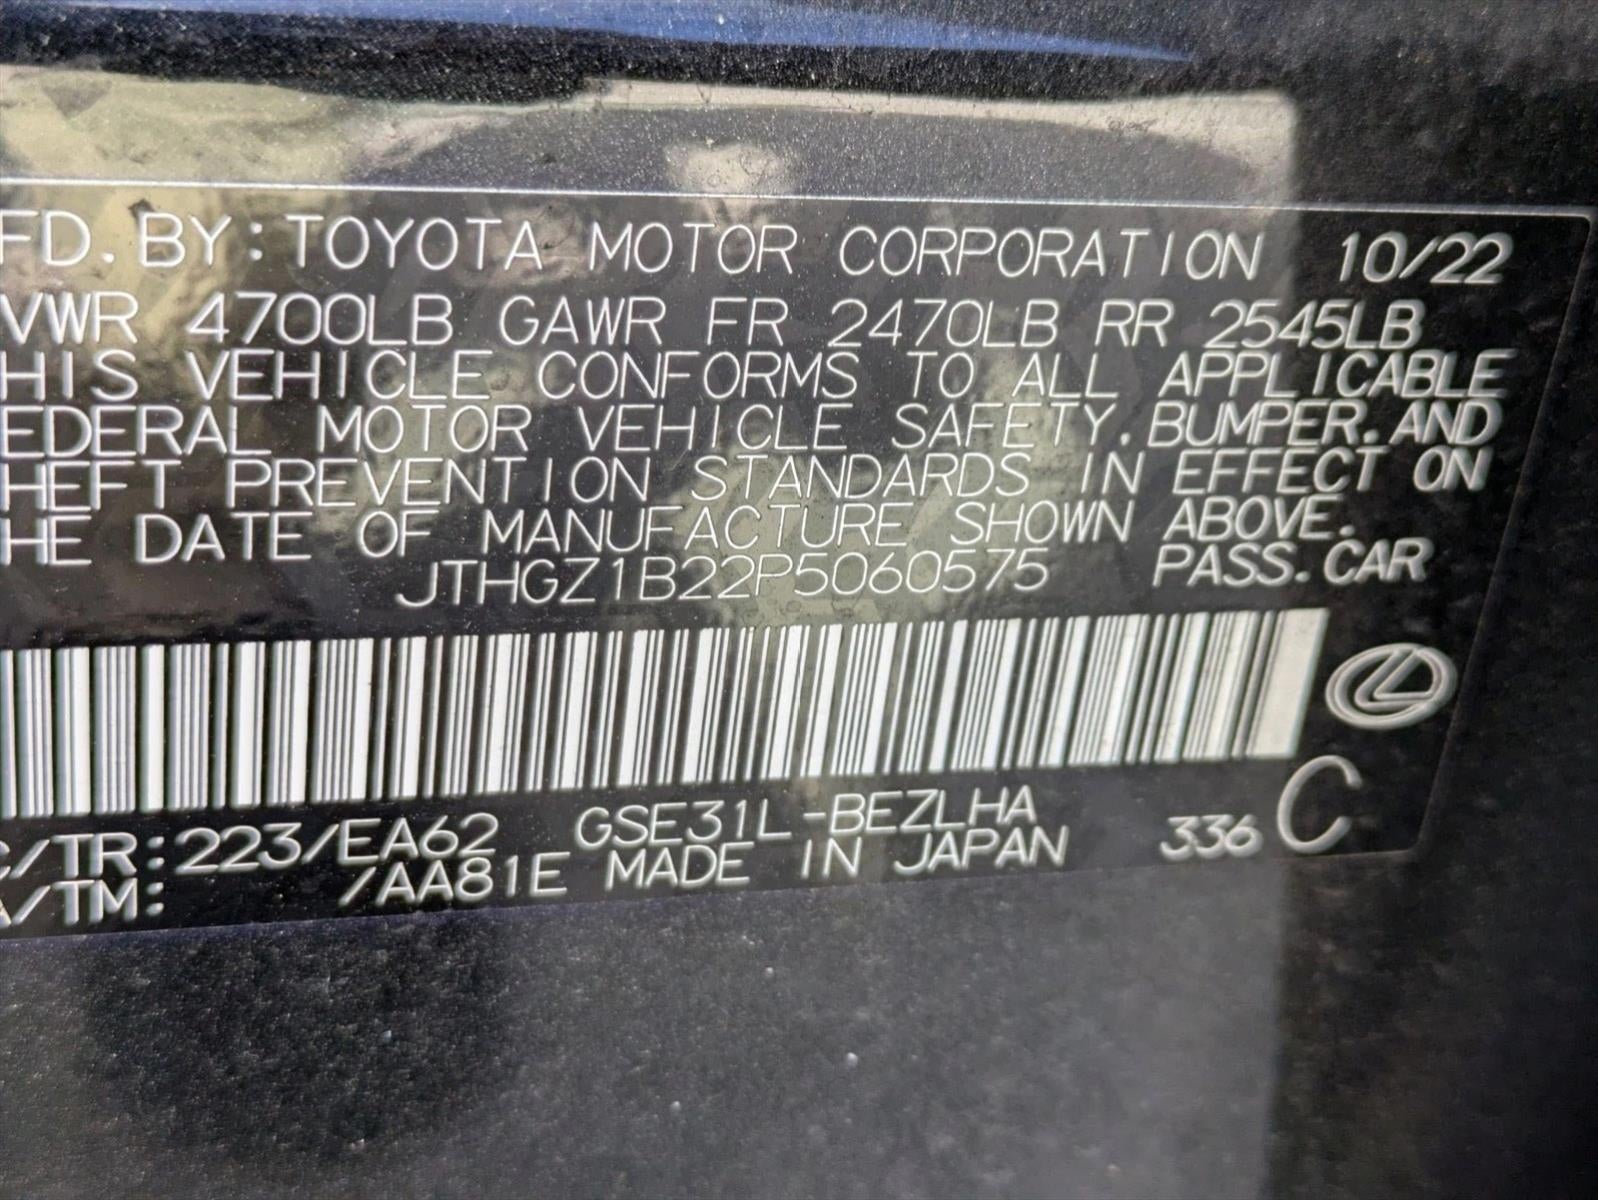 FD. BY: TOYOTA MOTOR CORPORATION 10/22
VWR 4700LB GAWR FR 2470LB RR 2545LB
HIS VEHICLE CONFORMS TO ALL APPLICABLE
EDERAL MOTOR VEHICLE SAFETY. BUMPER. AND
HEFT PREVENTION STANDARDS IN EFFECT ON
HE DATE OF MANUFACTURE SHOWN ABOVE.
JTHGZ1B22P5060575 PASS. CAR
C/TR: 223/EA62 GSE31L-BEZLHA
A/TM: /AA81E MADE IN JAPAN 336 C